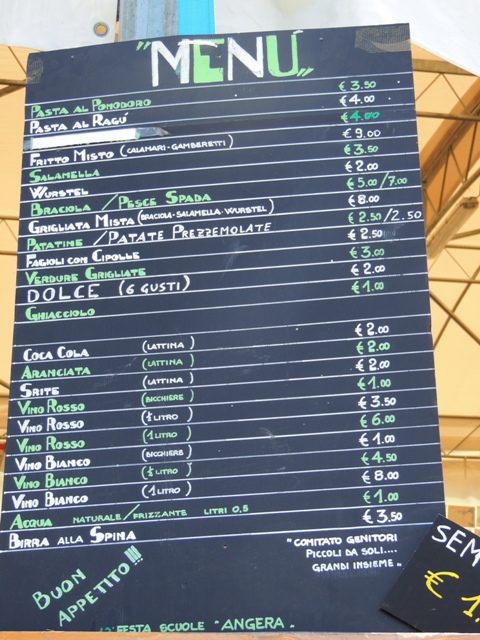 "MENÚ"
PASTA AL POMODORO € 3.50
PASTA AL RAGÚ € 4.00
€ 4.00
FRITTO MISTO (CALAMARI-GAMBERETTI) € 9.00
SALAMELLA € 3.50
WURSTEL € 2.00
BRACIOLA / PESCE SPADA € 5.00/7.00
GRIGLIATA MISTA (BRACIOLA-SALAMELLA-WURSTEL) € 8.00
PATATINE / PATATE PREZZEMOLATE € 2.50/2.50
FAGIOLI CON CIPOLLE € 2.50
VERDURE GRIGLIATE € 3.00
DOLCE (6 GUSTI) € 2.00
GHIACCIOLO € 1.00
COCA COLA (LATTINA) € 2.00
ARANCIATA (LATTINA) € 2.00
SRITE (LATTINA) € 2.00
VINO ROSSO (BICCHIERE) € 1.00
VINO ROSSO (½ LITRO) € 3.50
VINO ROSSO (1 LITRO) € 6.00
VINO BIANCO (BICCHIERE) € 1.00
VINO BIANCO (½ LITRO) € 4.50
VINO BIANCO (1 LITRO) € 8.00
ACQUA NATURALE/FRIZZANTE LITRI 0,5 € 1.00
BIRRA ALLA SPINA € 3.50
"COMITATO GENITORI
PICCOLI DA SOLI....
GRANDI INSIEME"
BUON
APPETITO!!!
FESTA SCUOLE "ANGERA"
SEM
€ 1